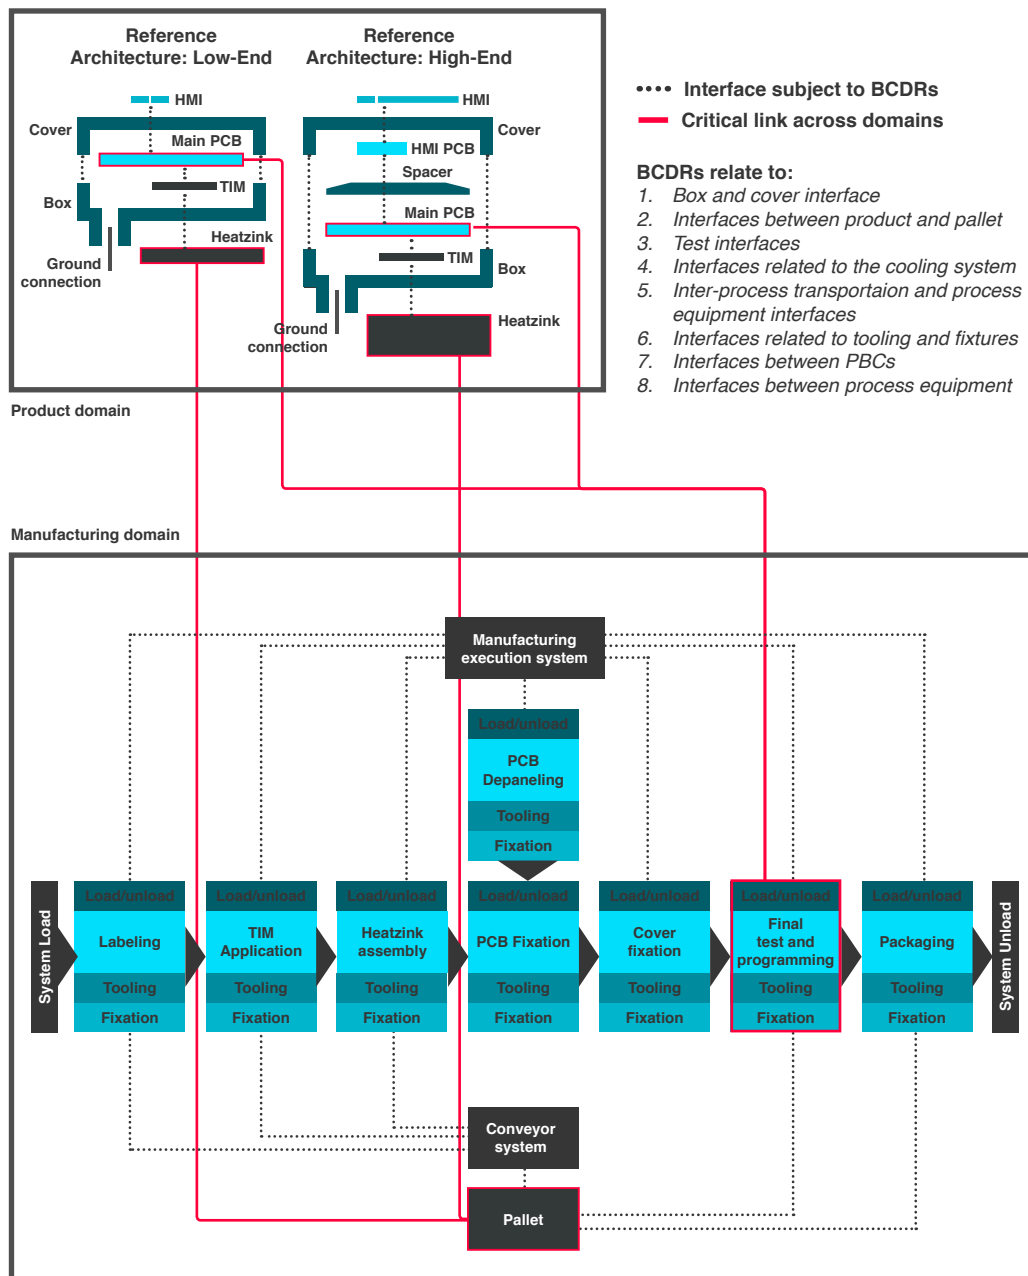 Reference
Architecture: Low-End
Reference
Architecture: High-End
HMI
Cover
Main PCB
TIM
Box
Heatzink
Ground
connection
HMI
Cover
HMI PCB
Spacer
Main PCB
TIM
Box
Heatzink
Ground
connection
Interface subject to BCDRs
Critical link across domains
BCDRs relate to:
1. Box and cover interface
2. Interfaces between product and pallet
3. Test interfaces
4. Interfaces related to the cooling system
5. Inter-process transportaion and process
equipment interfaces
6. Interfaces related to tooling and fixtures
7. Interfaces between PBCs
8. Interfaces between process equipment
Product domain
Manufacturing domain
Manufacturing
execution system
Load/unload
PCB
Depaneling
Tooling
Fixation
System Load
Load/unload
Labeling
Tooling
Fixation
Load/unload
TIM
Application
Tooling
Fixation
Load/unload
Heatzink
assembly
Tooling
Fixation
Load/unload
PCB Fixation
Tooling
Fixation
Load/unload
Cover
fixation
Tooling
Fixation
Load/unload
Final
test and
programming
Tooling
Fixation
Load/unload
Packaging
Tooling
Fixation
System Unload
Conveyor
system
Pallet